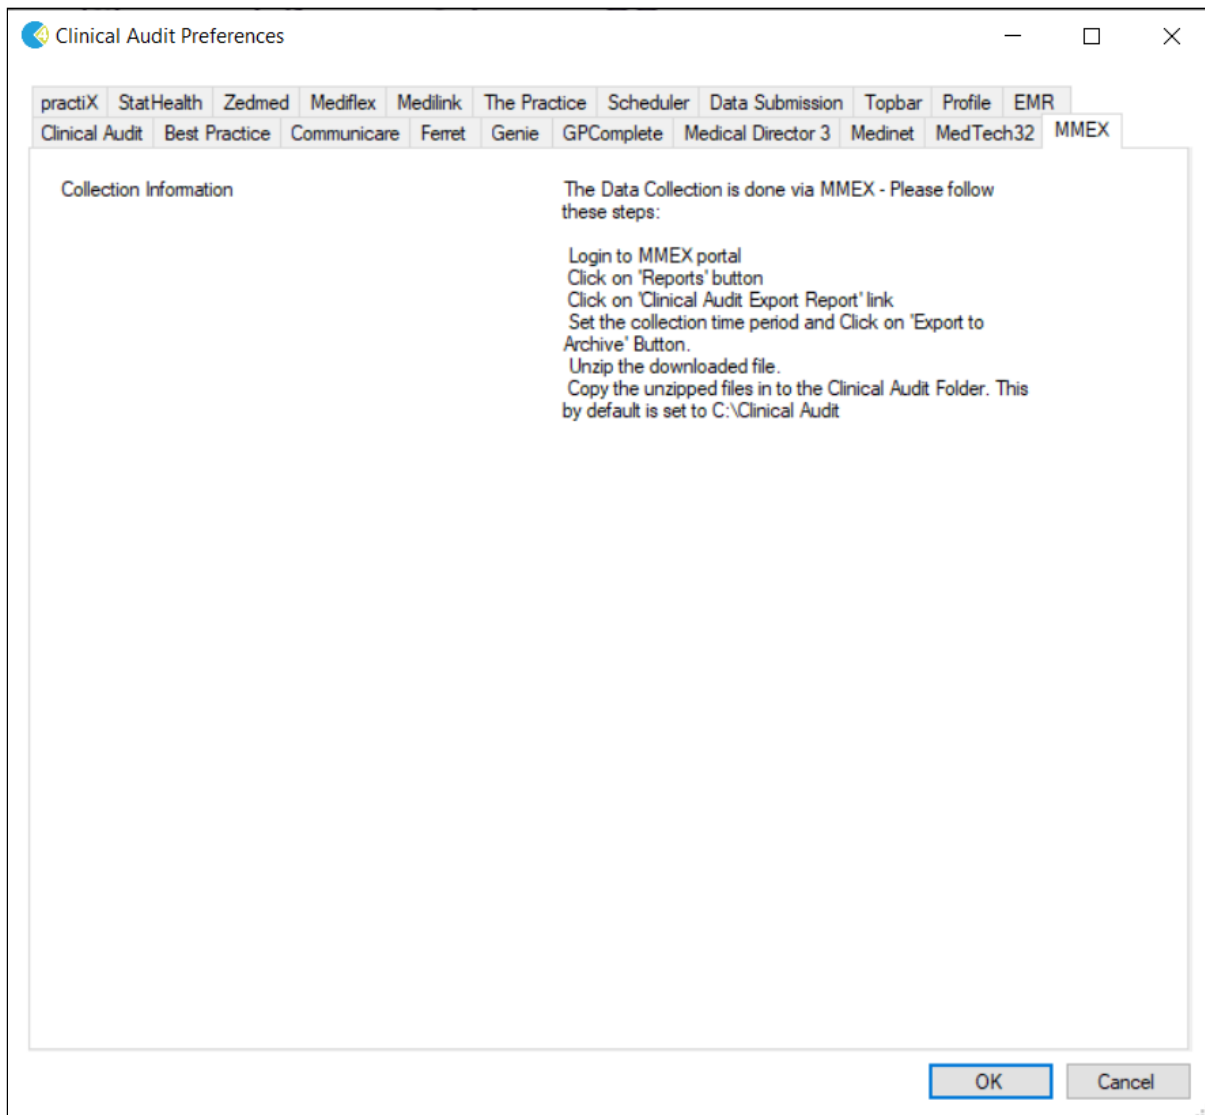 Clinical Audit Preferences
practiX StatHealth Zedmed Mediflex Medilink The Practice Scheduler Data Submission Topbar Profile EMR
Clinical Audit Best Practice Communicare Ferret Genie GPComplete Medical Director 3 Medinet MedTech32 MMEX
Collection Information
The Data Collection is done via MMEX - Please follow
these steps:
Login to MMEX portal
Click on 'Reports' button
Click on 'Clinical Audit Export Report' link
Set the collection time period and Click on 'Export to
Archive' Button.
Unzip the downloaded file.
Copy the unzipped files in to the Clinical Audit Folder. This
by default is set to C:\Clinical Audit
OK Cancel